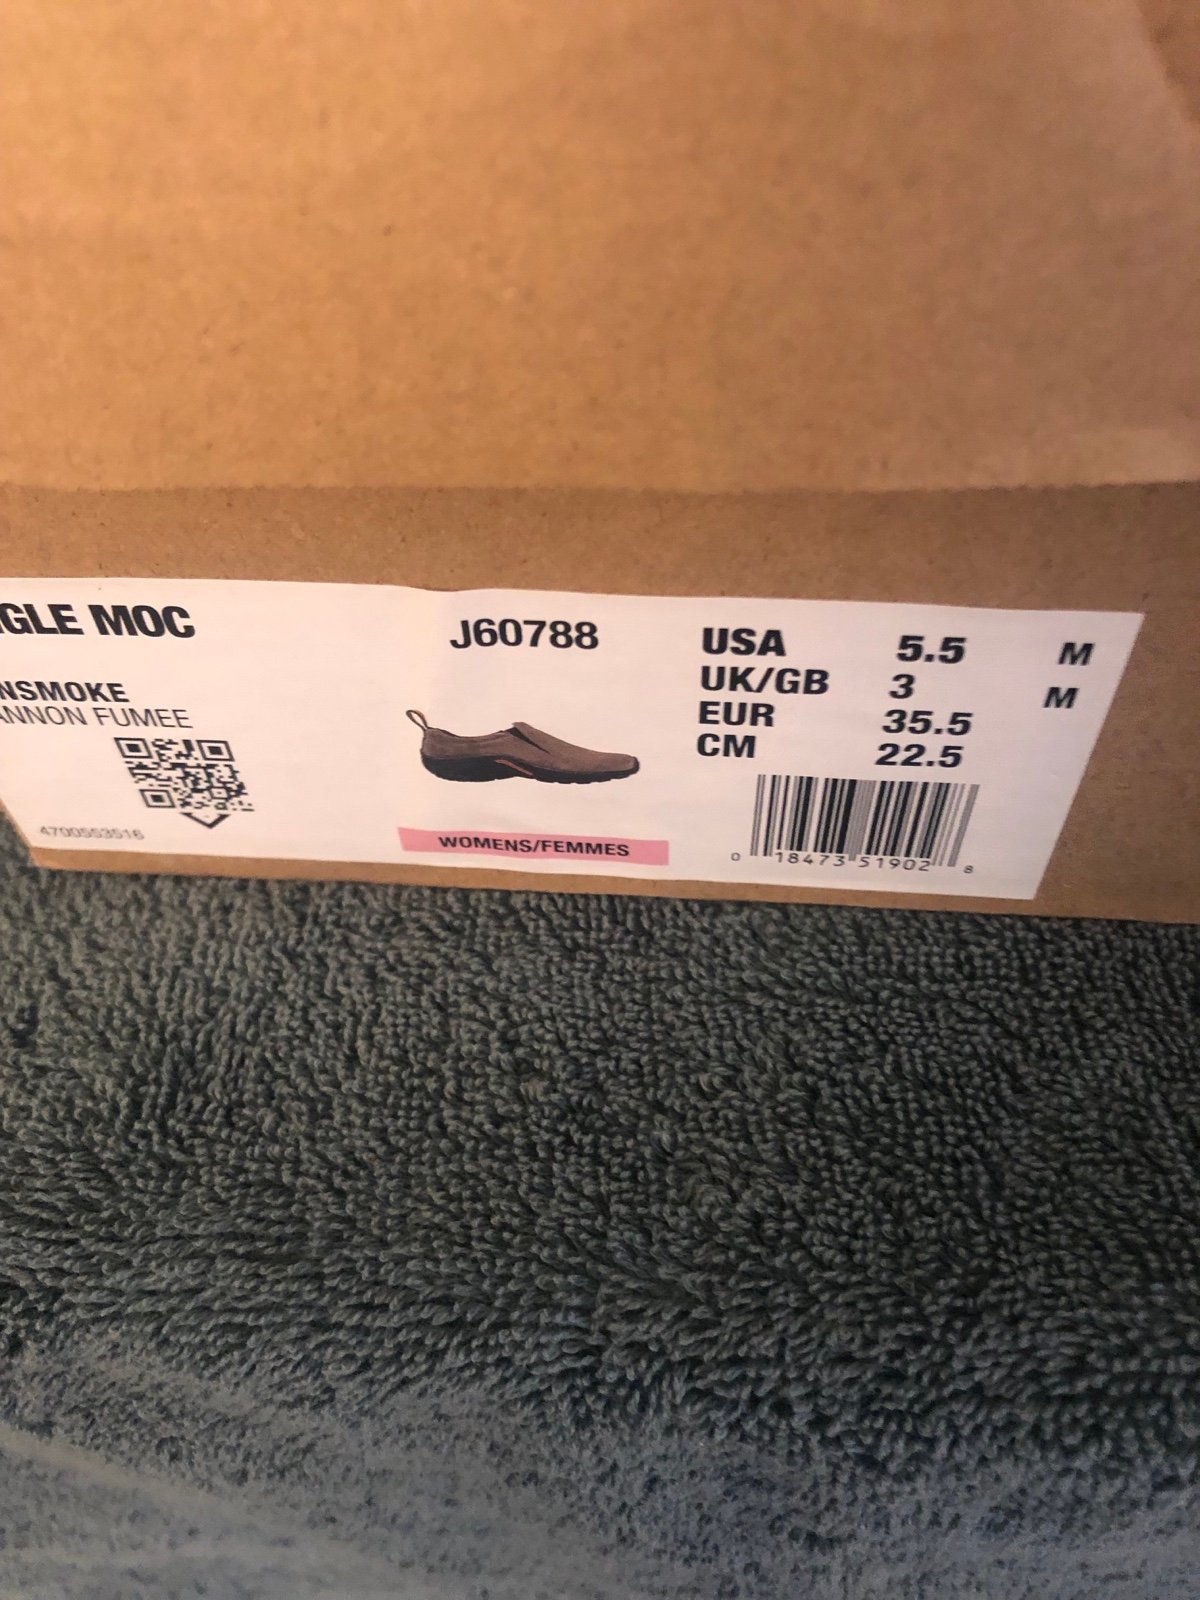 GLE MOC
NSMOKE
ANNON FUMEE
4700553516
J60788
WOMENS/FEMMES
USA 5.5 M
UK/GB 3 M
EUR 35.5
CM 22.5
0 18473 51902 8